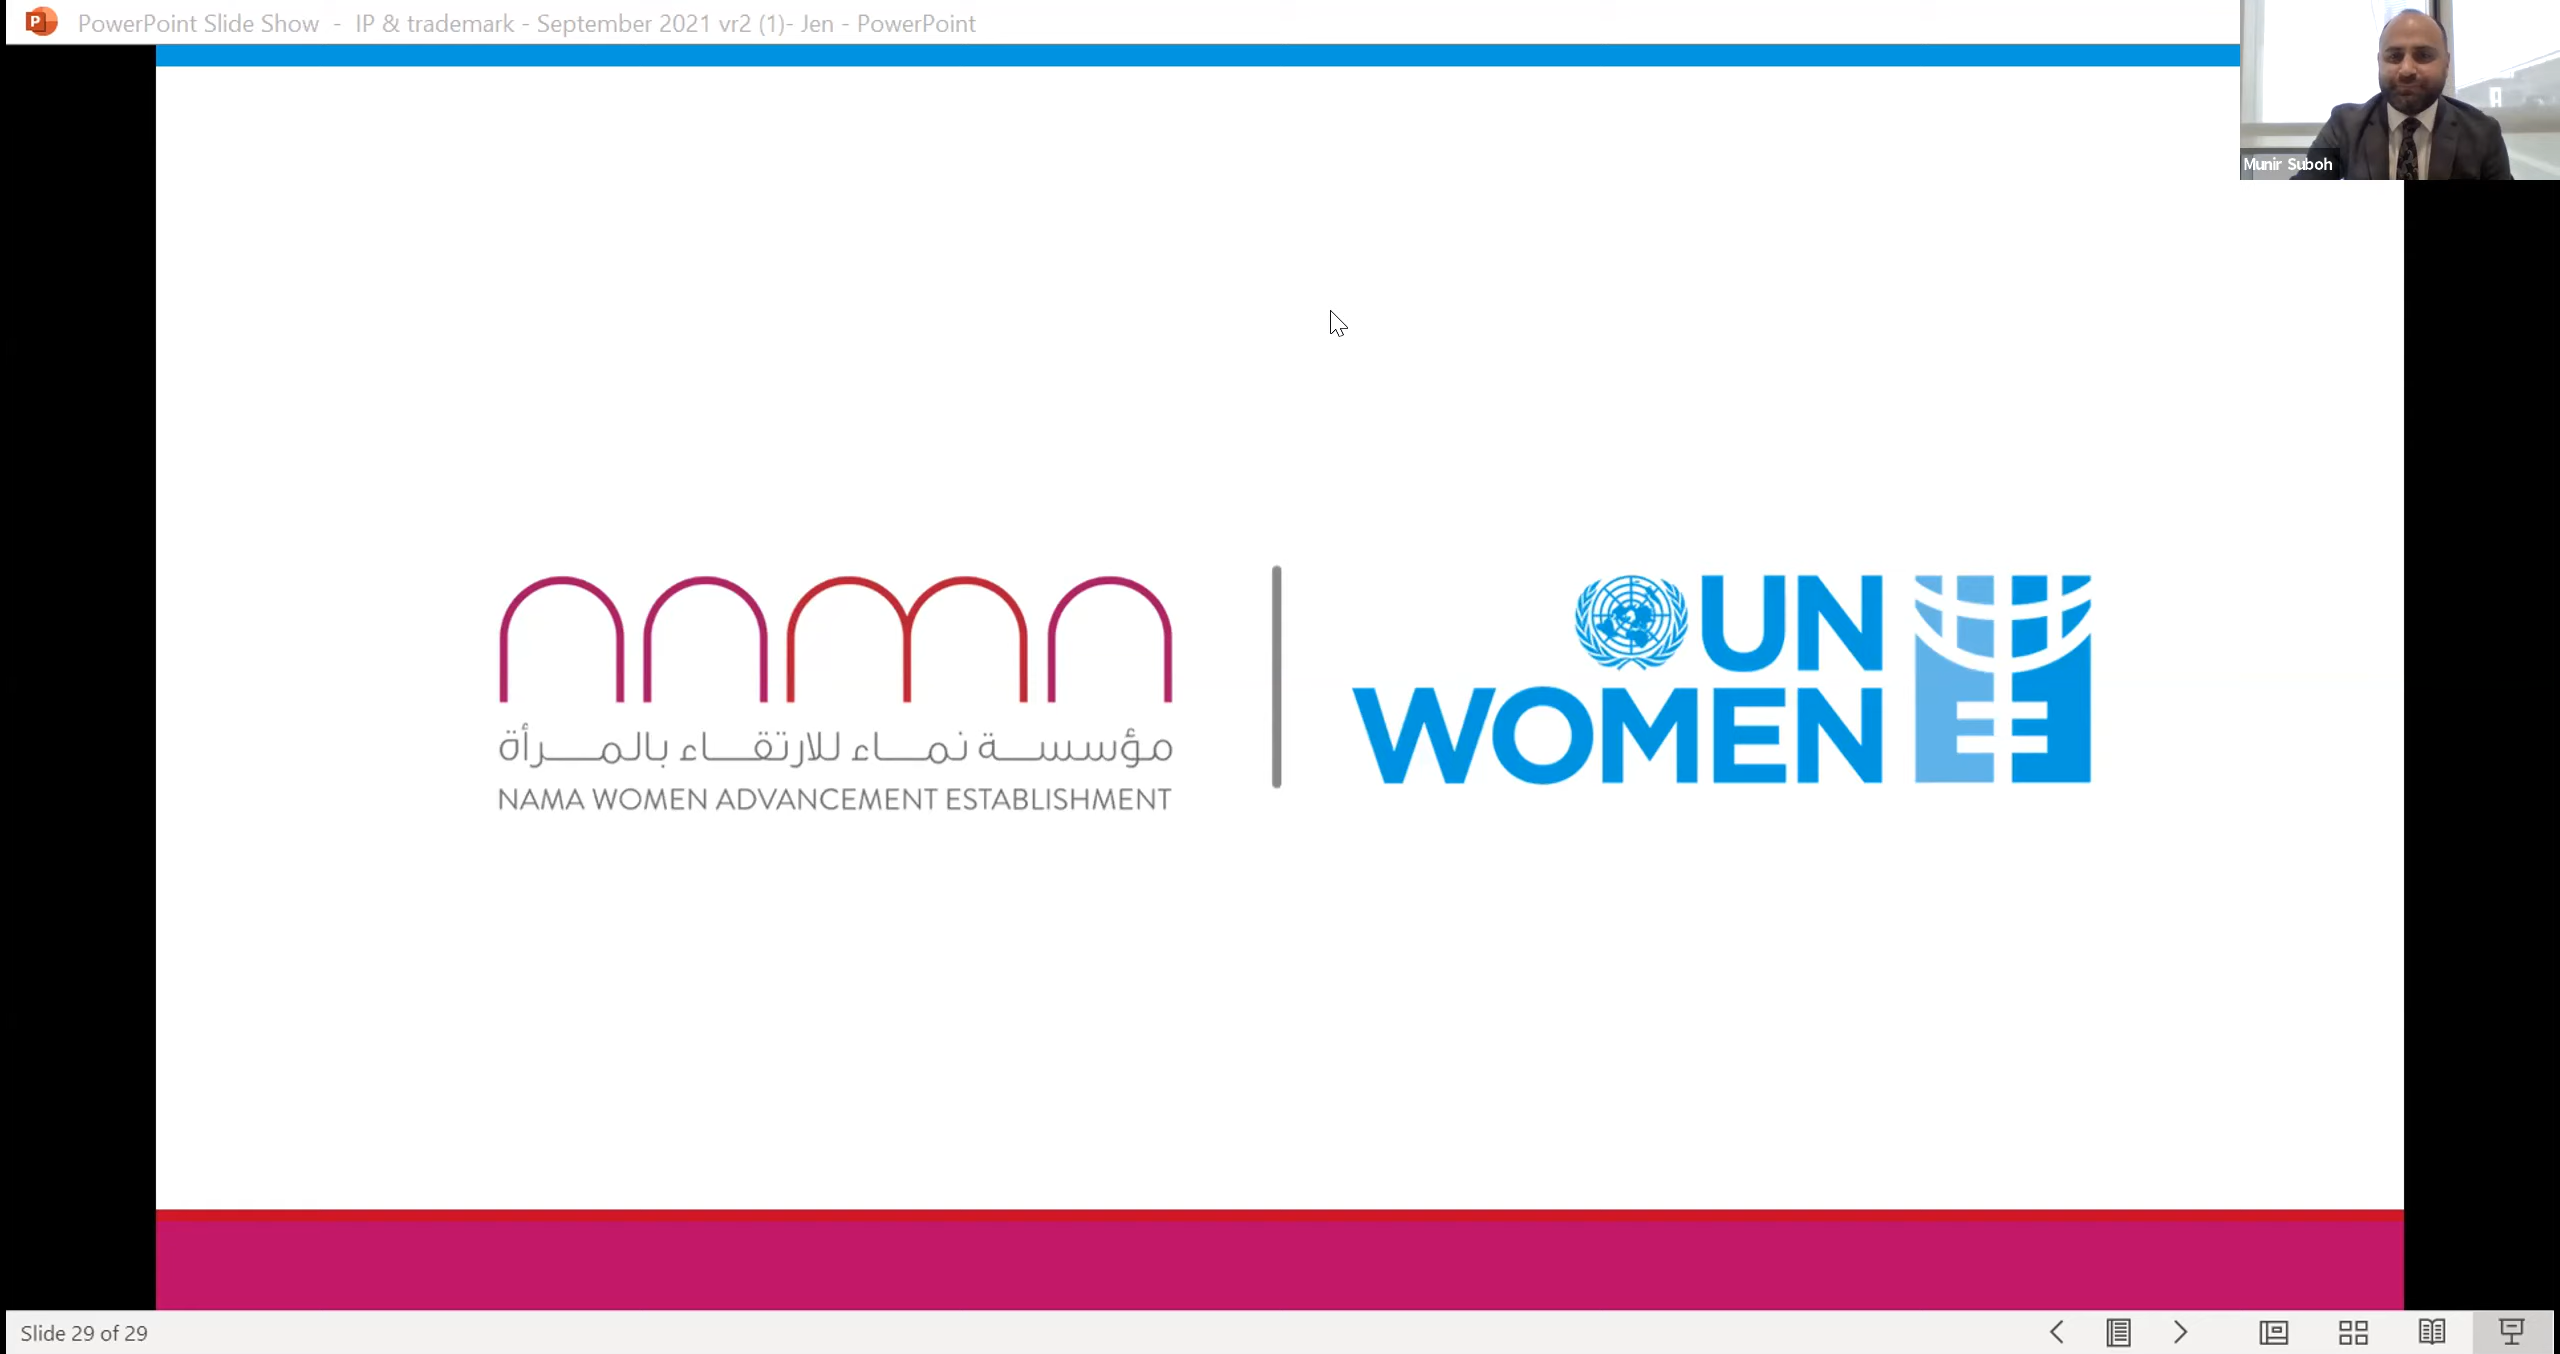 PowerPoint Slide Show - IP & trademark - September 2021 vr2 (1)- Jen - PowerPoint
Munir Suboh
nama
مؤسسة نماء للارتقاء بالمرأة
NAMA WOMEN ADVANCEMENT ESTABLISHMENT
UN
WOMEN
Slide 29 of 29